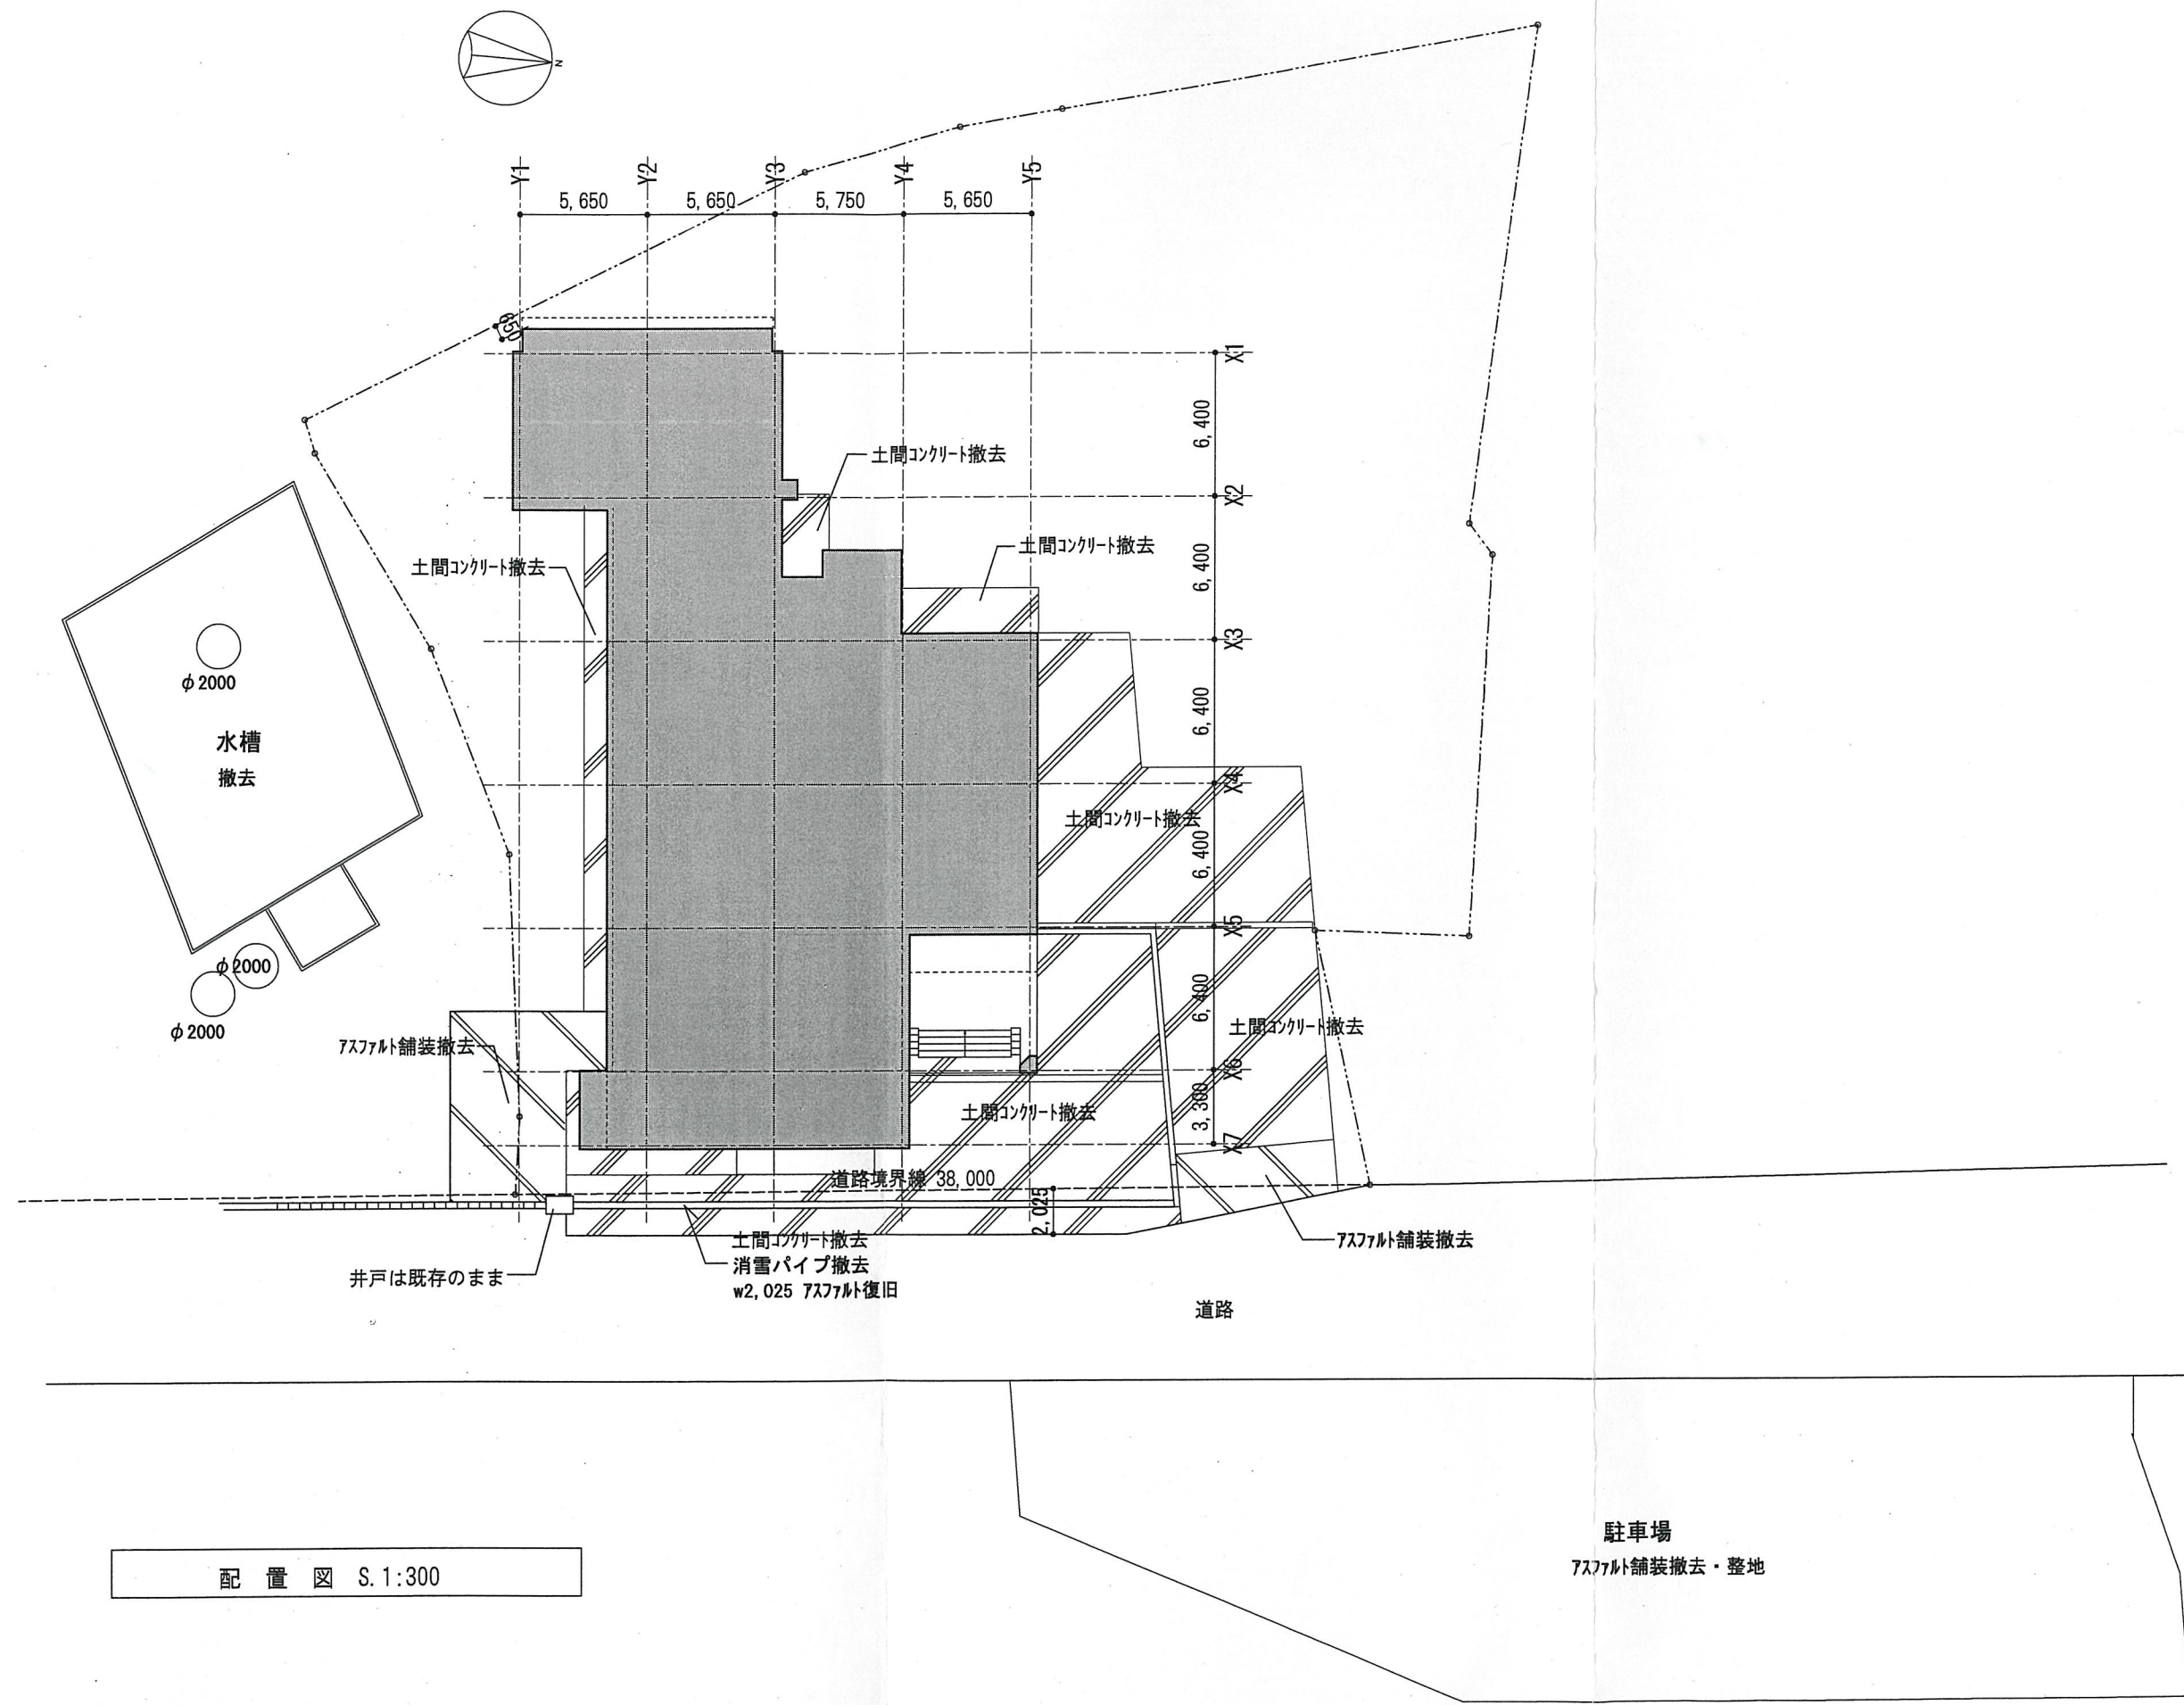 N
Y1
Y2
Y3
Y4
Y5
5,650
5,650
5,750
5,650
650
X1
6,400
土間コンクリート撤去
X2
土間コンクリート撤去
6,400
土間コンクリート撤去
X3
φ2000
6,400
水槽
撤去
X4
土間コンクリート撤去
6,400
X5
φ2000
6,400
φ2000
土間コンクリート撤去
アスファルト舗装撤去
X6
土間コンクリート撤去
3,300
X7
道路境界線 38,000
2,025
土間コンクリート撤去
消雪パイプ撤去
w2,025 アスファルト復旧
アスファルト舗装撤去
井戸は既存のまま
道路
駐車場
アスファルト舗装撤去・整地
配置図 S.1:300